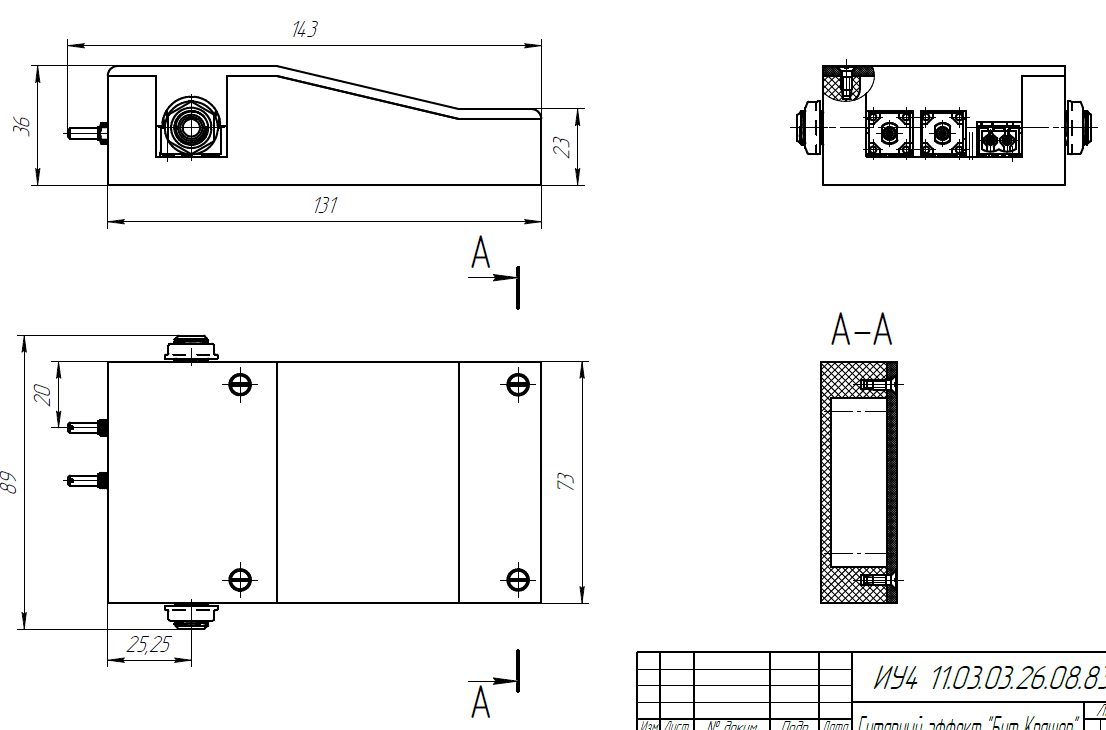 143
36
23
131
А
А-А
20
89
73
25,25
А
ИУ4 11.03.03.26.08.83
Изм Лист № докум. Подп. Дата
Гитарный эффект "Бит Крашер"